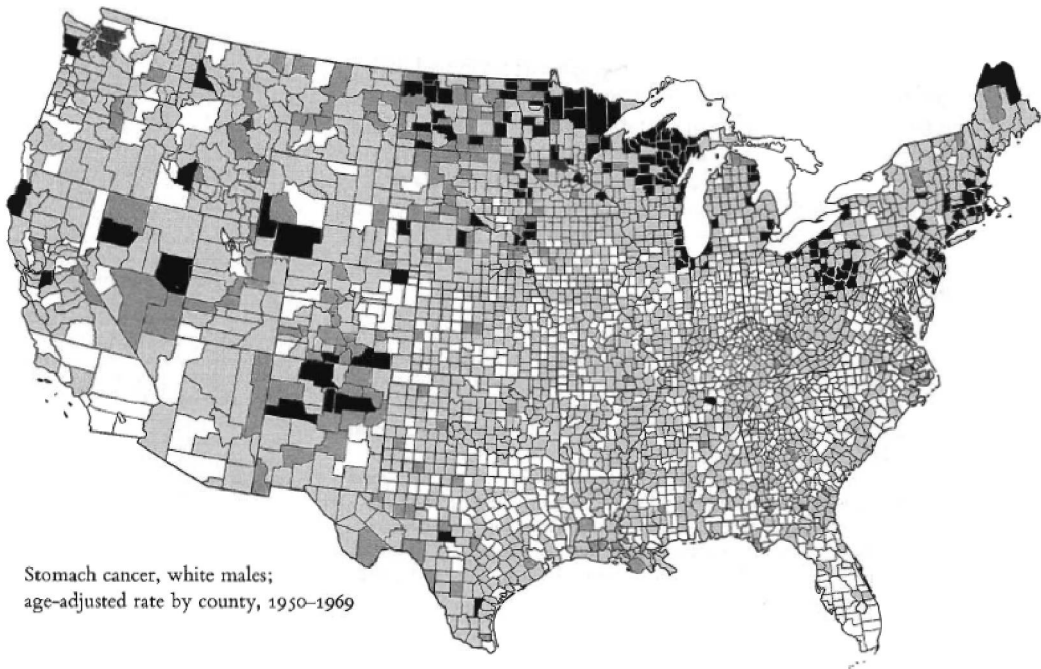 Stomach cancer, white males;
age-adjusted rate by county, 1950–1969